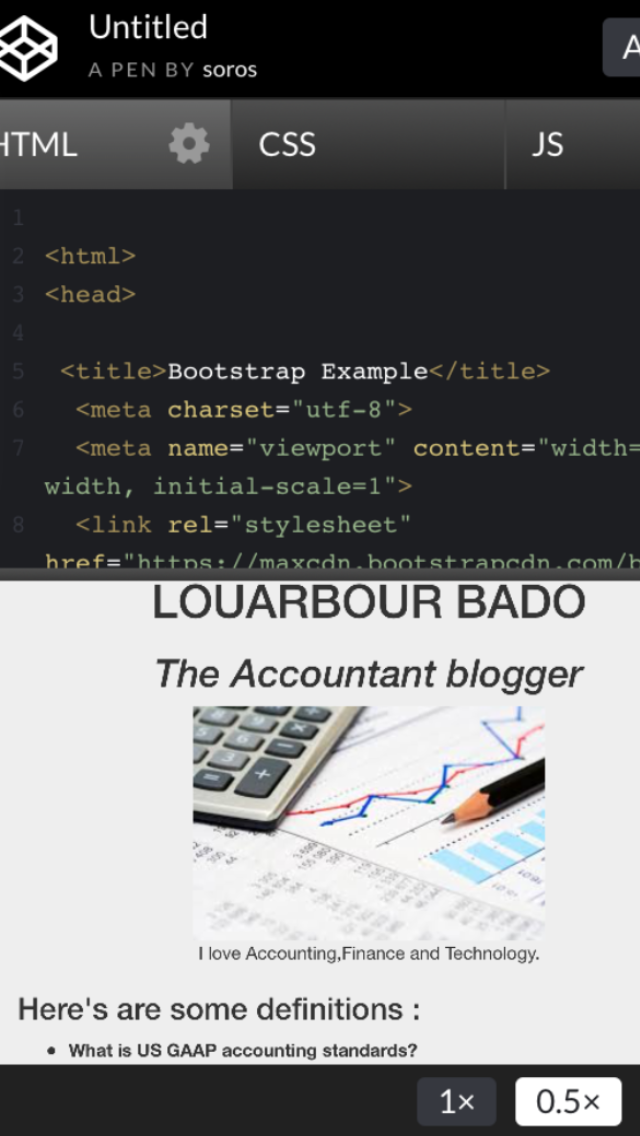 Untitled
A PEN BY soros
A
HTML
CSS
JS
1
2 <html>
3 <head>
4
5 <title>Bootstrap Example</title>
6 <meta charset="utf-8">
7 <meta name="viewport" content="width=
width, initial-scale=1">
8 <link rel="stylesheet"
href="https://maxcdn.bootstrapcdn.com/b
LOUARBOUR BADO
The Accountant blogger
I love Accounting,Finance and Technology.
Here's are some definitions :
• What is US GAAP accounting standards?
1×
0.5×